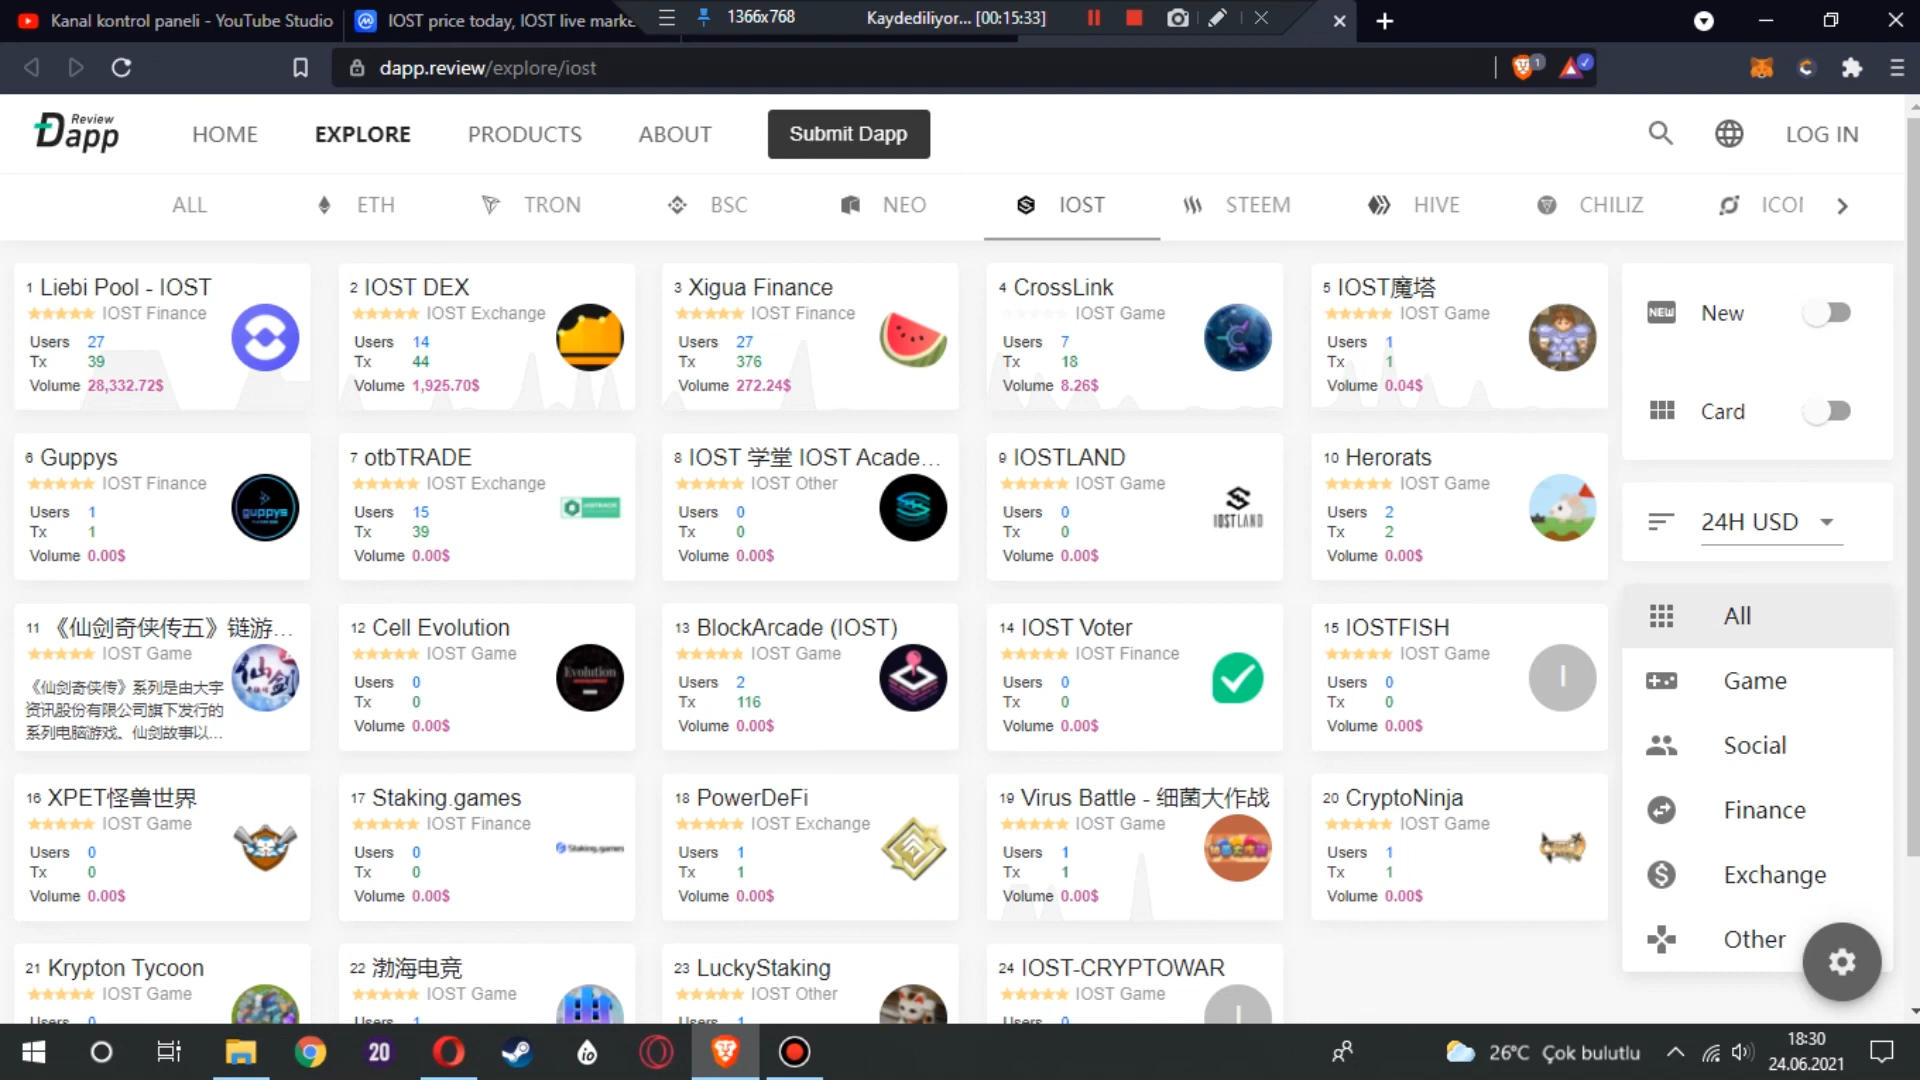 Kanal kontrol paneli - YouTube Studio
IOST price today, IOST live marke
1366x768
Kaydediliyor... [00:15:33]
dapp.review/explore/iost
1
Review
Dapp
HOME
EXPLORE
PRODUCTS
ABOUT
Submit Dapp
LOG IN
ALL
ETH
TRON
BSC
NEO
IOST
STEEM
HIVE
CHILIZ
ICON
1 Liebi Pool - IOST
IOST Finance
Users 27
Tx 39
Volume 28,332.72$
2 IOST DEX
IOST Exchange
Users 14
Tx 44
Volume 1,925.70$
3 Xigua Finance
IOST Finance
Users 27
Tx 376
Volume 272.24$
4 CrossLink
IOST Game
Users 7
Tx 18
Volume 8.26$
5 IOST魔塔
IOST Game
Users 1
Tx 1
Volume 0.04$
New
Card
6 Guppys
IOST Finance
Users 1
Tx 1
Volume 0.00$
guppys
7 otbTRADE
IOST Exchange
Users 15
Tx 39
Volume 0.00$
8 IOST 学堂 IOST Acade...
IOST Other
Users 0
Tx 0
Volume 0.00$
9 IOSTLAND
IOST Game
Users 0
Tx 0
Volume 0.00$
IOSTLAND
10 Herorats
IOST Game
Users 2
Tx 2
Volume 0.00$
24H USD
11 《仙剑奇侠传五》链游...
IOST Game
《仙剑奇侠传》系列是由大宇
资讯股份有限公司旗下发行的
系列电脑游戏。仙剑故事以...
仙剑
12 Cell Evolution
IOST Game
Users 0
Tx 0
Volume 0.00$
Evolution
13 BlockArcade (IOST)
IOST Game
Users 2
Tx 116
Volume 0.00$
14 IOST Voter
IOST Finance
Users 0
Tx 0
Volume 0.00$
15 IOSTFISH
IOST Game
Users 0
Tx 0
Volume 0.00$
I
All
Game
Social
Finance
Exchange
Other
16 XPET怪兽世界
IOST Game
Users 0
Tx 0
Volume 0.00$
17 Staking.games
IOST Finance
Users 0
Tx 0
Volume 0.00$
Staking.games
18 PowerDeFi
IOST Exchange
Users 1
Tx 1
Volume 0.00$
19 Virus Battle - 细菌大作战
IOST Game
Users 1
Tx 1
Volume 0.00$
20 CryptoNinja
IOST Game
Users 1
Tx 1
Volume 0.00$
21 Krypton Tycoon
IOST Game
Users 0
22 渤海电竞
IOST Game
Users 1
23 LuckyStaking
IOST Other
Users 1
24 IOST-CRYPTOWAR
IOST Game
Users 0
I
20
io
26°C Çok bulutlu
18:30
24.06.2021